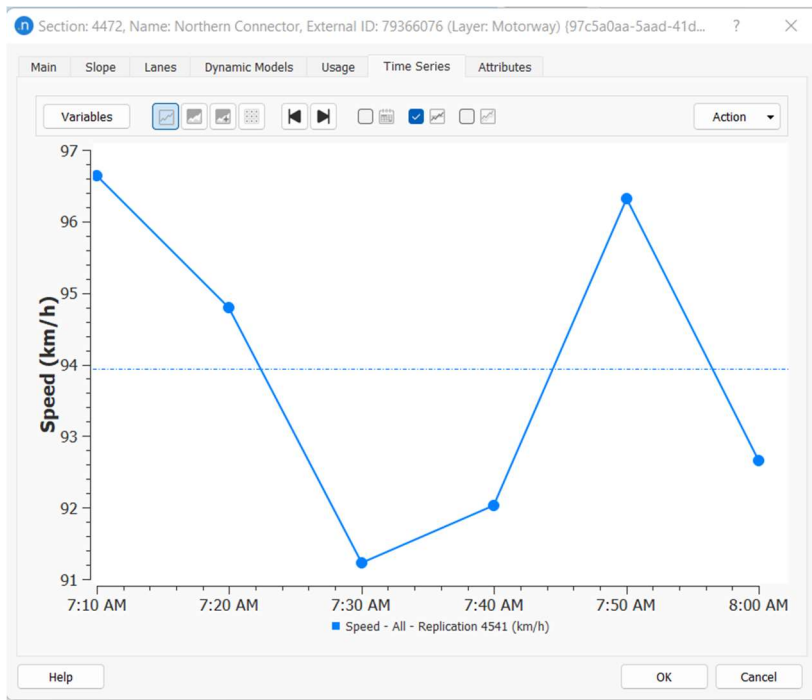 n Section: 4472, Name: Northern Connector, External ID: 79366076 (Layer: Motorway) {97c5a0aa-5aad-41d... ?
Main Slope Lanes Dynamic Models Usage Time Series Attributes
Variables Action
97
96
95
94
93
92
91
Speed (km/h)
7:10 AM 7:20 AM 7:30 AM 7:40 AM 7:50 AM 8:00 AM
Speed - All - Replication 4541 (km/h)
Help OK Cancel